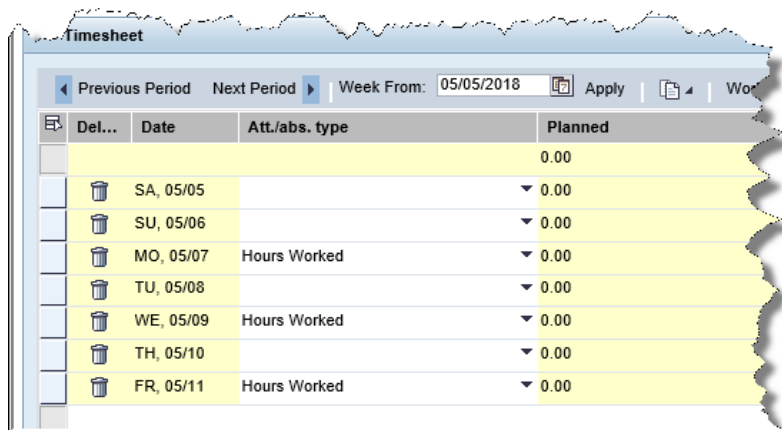 Timesheet
Previous Period Next Period Week From: 05/05/2018 Apply
Del... Date Att./abs. type Planned
0.00
SA, 05/05 0.00
SU, 05/06 0.00
MO, 05/07 Hours Worked 0.00
TU, 05/08 0.00
WE, 05/09 Hours Worked 0.00
TH, 05/10 0.00
FR, 05/11 Hours Worked 0.00